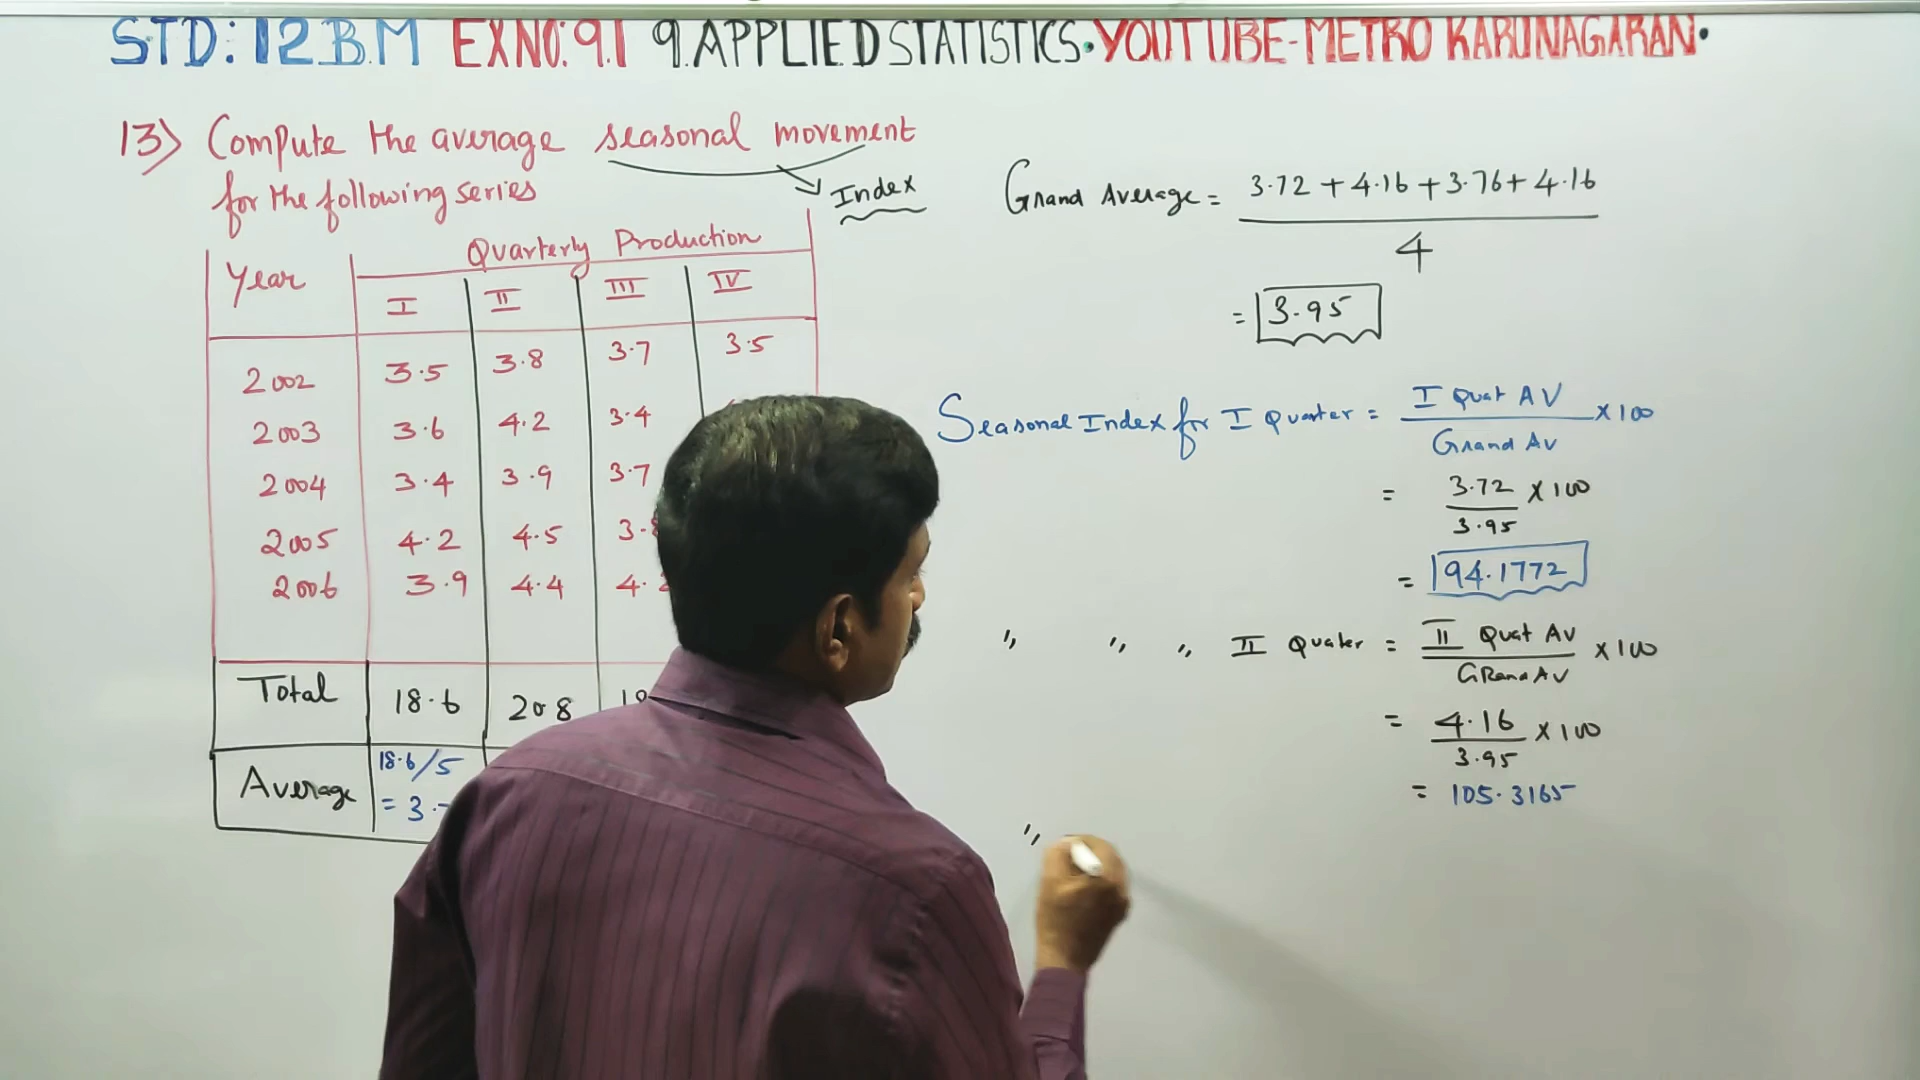 STD: 12 B.M EX NO: 9.1 9. APPLIED STATISTICS. YOUTUBE-METRO KARUNAGARAN.
13) Compute the average seasonal movement
for the following series
Index
Year Quarterly Production
I II III IV
2002 3.5 3.8 3.7 3.5
2003 3.6 4.2 3.4
2004 3.4 3.9 3.7
2005 4.2 4.5 3.
2006 3.9 4.4 4.
Total 18.6 20.8
Average 18.6/5
= 3.
Grand Average = 3.72 + 4.16 + 3.76 + 4.16
4
= 3.95
Seasonal Index for I Quarter = I Quat AV × 100
Grand AV
= 3.72 × 100
3.95
= 94.1772
" " " II Quater = II Quat AV × 100
GRand AV
= 4.16 × 100
3.95
= 105.3165
"